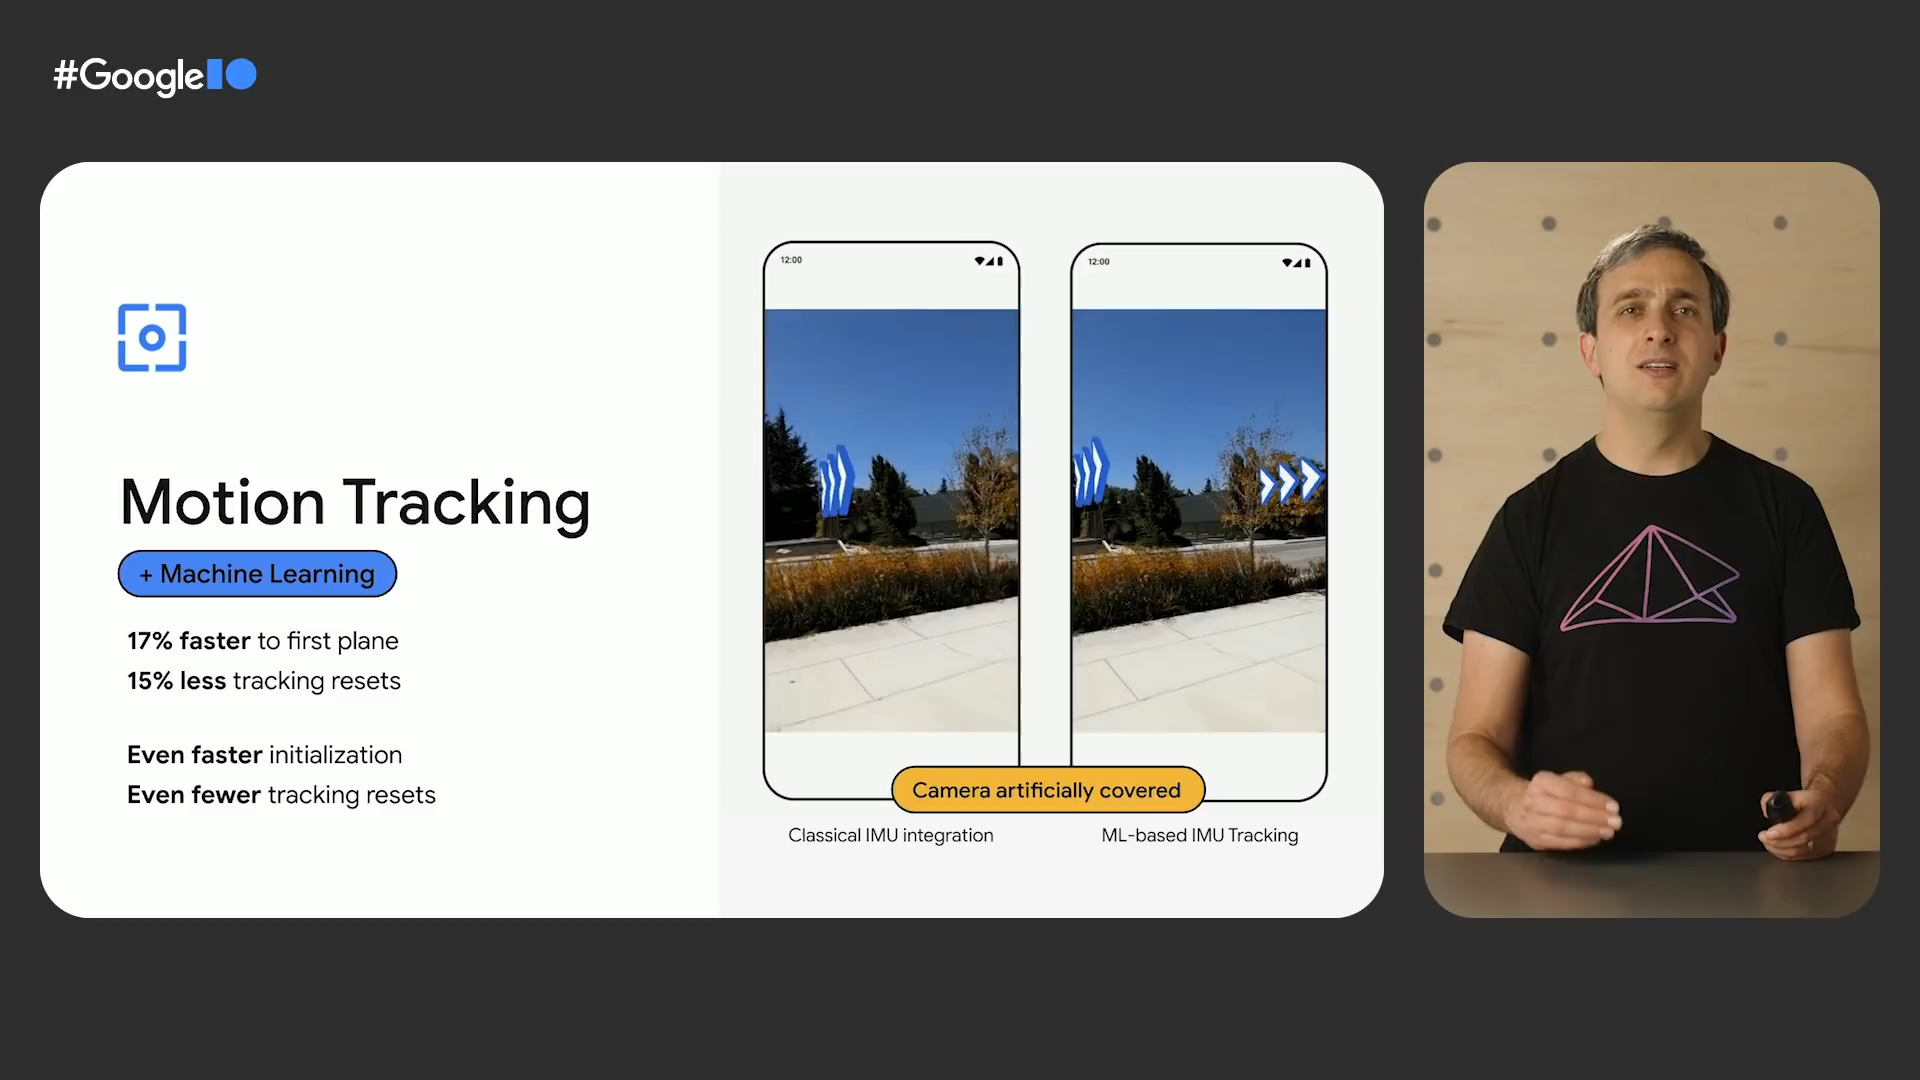 #GoogleIO
Motion Tracking
+ Machine Learning
17% faster to first plane
15% less tracking resets
Even faster initialization
Even fewer tracking resets
12:00
12:00
Camera artificially covered
Classical IMU integration
ML-based IMU Tracking